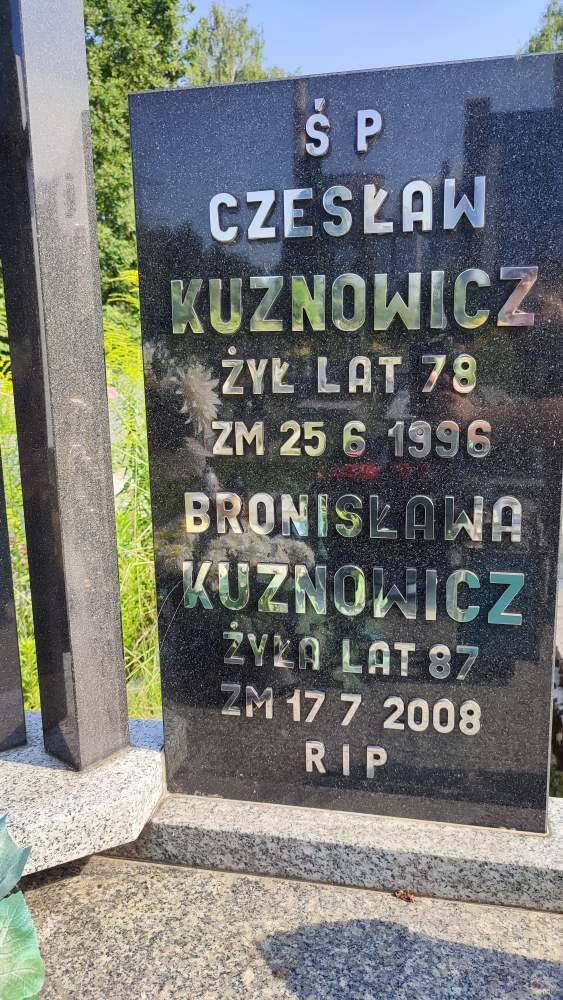 Ś P
CZESŁAW
KUZNOWICZ
ŻYŁ LAT 78
ZM 25 6 1996
BRONISŁAWA
KUZNOWICZ
ŻYŁA LAT 87
ZM 17 7 2008
R I P